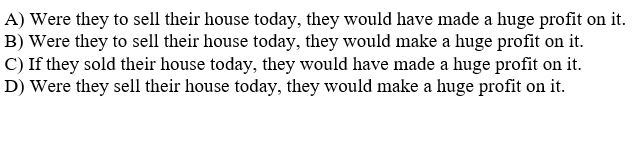 A) Were they to sell their house today, they would have made a huge profit on it.
B) Were they to sell their house today, they would make a huge profit on it.
C) If they sold their house today, they would have made a huge profit on it.
D) Were they sell their house today, they would make a huge profit on it.